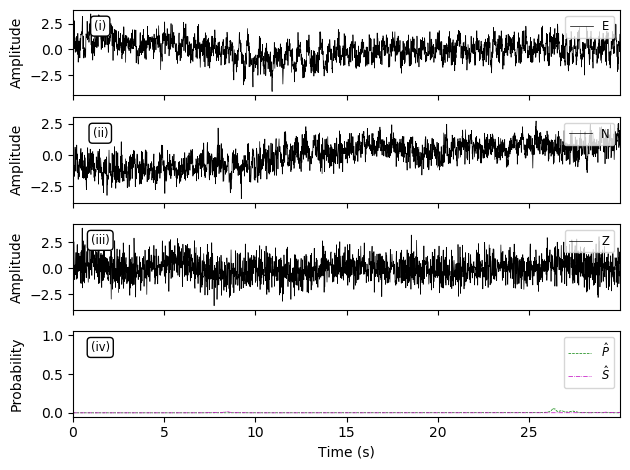 (i)
E
Amplitude
2.5
0.0
−2.5
(ii)
N
Amplitude
2.5
0.0
−2.5
(iii)
Z
Amplitude
2.5
0.0
−2.5
(iv)
P̂
Ŝ
Probability
1.0
0.5
0.0
0 5 10 15 20 25
Time (s)